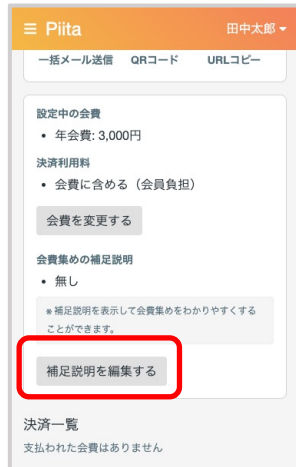 ≡ Piita 田中太郎 ▾
一括メール送信 QRコード URLコピー
設定中の会費
• 年会費: 3,000円
決済利用料
• 会費に含める（会員負担）
会費を変更する
会費集めの補足説明
• 無し
※補足説明を表示して会費集めをわかりやすくする
ことができます。
補足説明を編集する
決済一覧
支払われた会費はありません